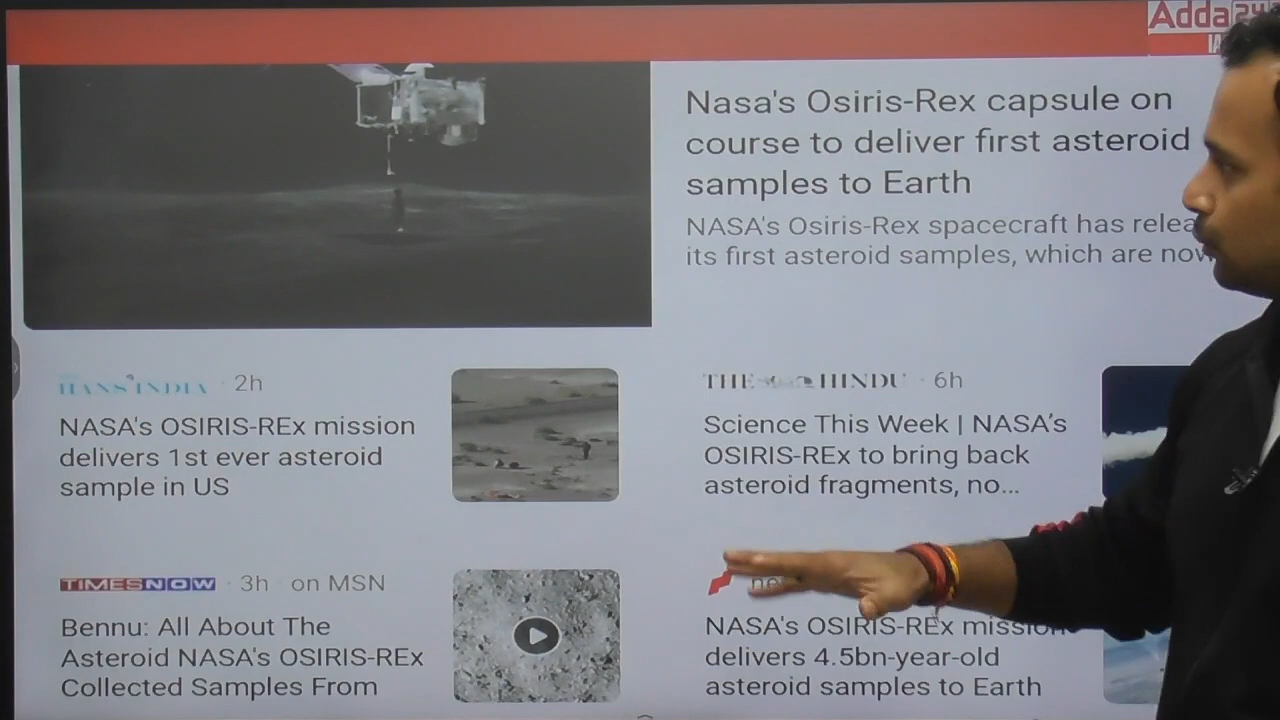 Adda24
Nasa's Osiris-Rex capsule on
course to deliver first asteroid
samples to Earth
NASA's Osiris-Rex spacecraft has relea
its first asteroid samples, which are now
HANS INDIA · 2h
NASA's OSIRIS-REx mission
delivers 1st ever asteroid
sample in US
THE HINDU · 6h
Science This Week | NASA's
OSIRIS-REx to bring back
asteroid fragments, no...
TIMES NOW · 3h on MSN
Bennu: All About The
Asteroid NASA's OSIRIS-REx
Collected Samples From
NASA's OSIRIS-REx mission
delivers 4.5bn-year-old
asteroid samples to Earth